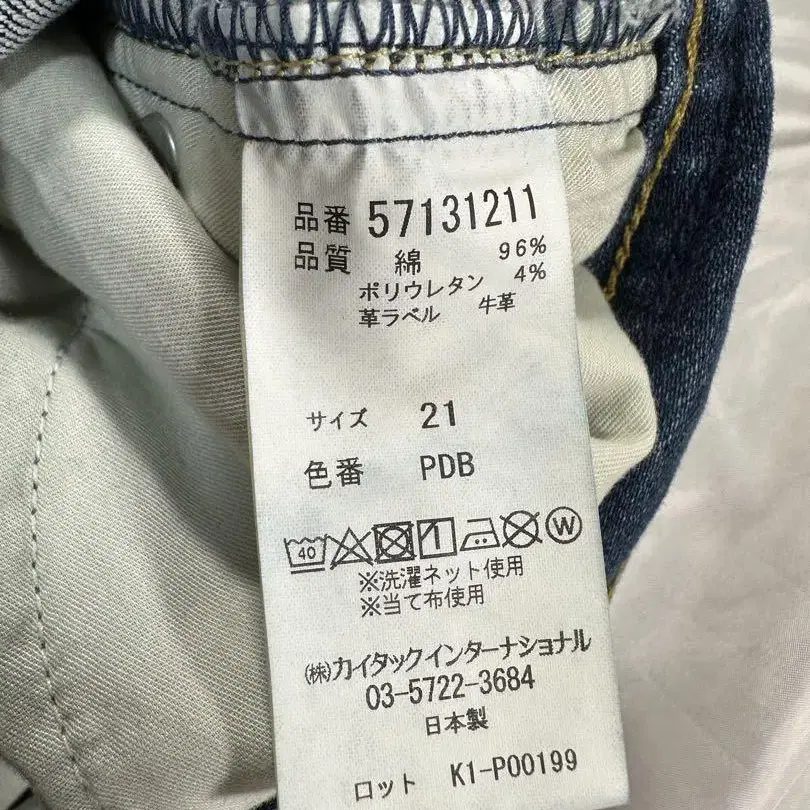 品番 57131211
品質 綿 96%
ポリウレタン 4%
革ラベル 牛革
サイズ 21
色番 PDB
40 W
※洗濯ネット使用
※当て布使用
(株)カイタックインターナショナル
03-5722-3684
日本製
ロット K1-P00199